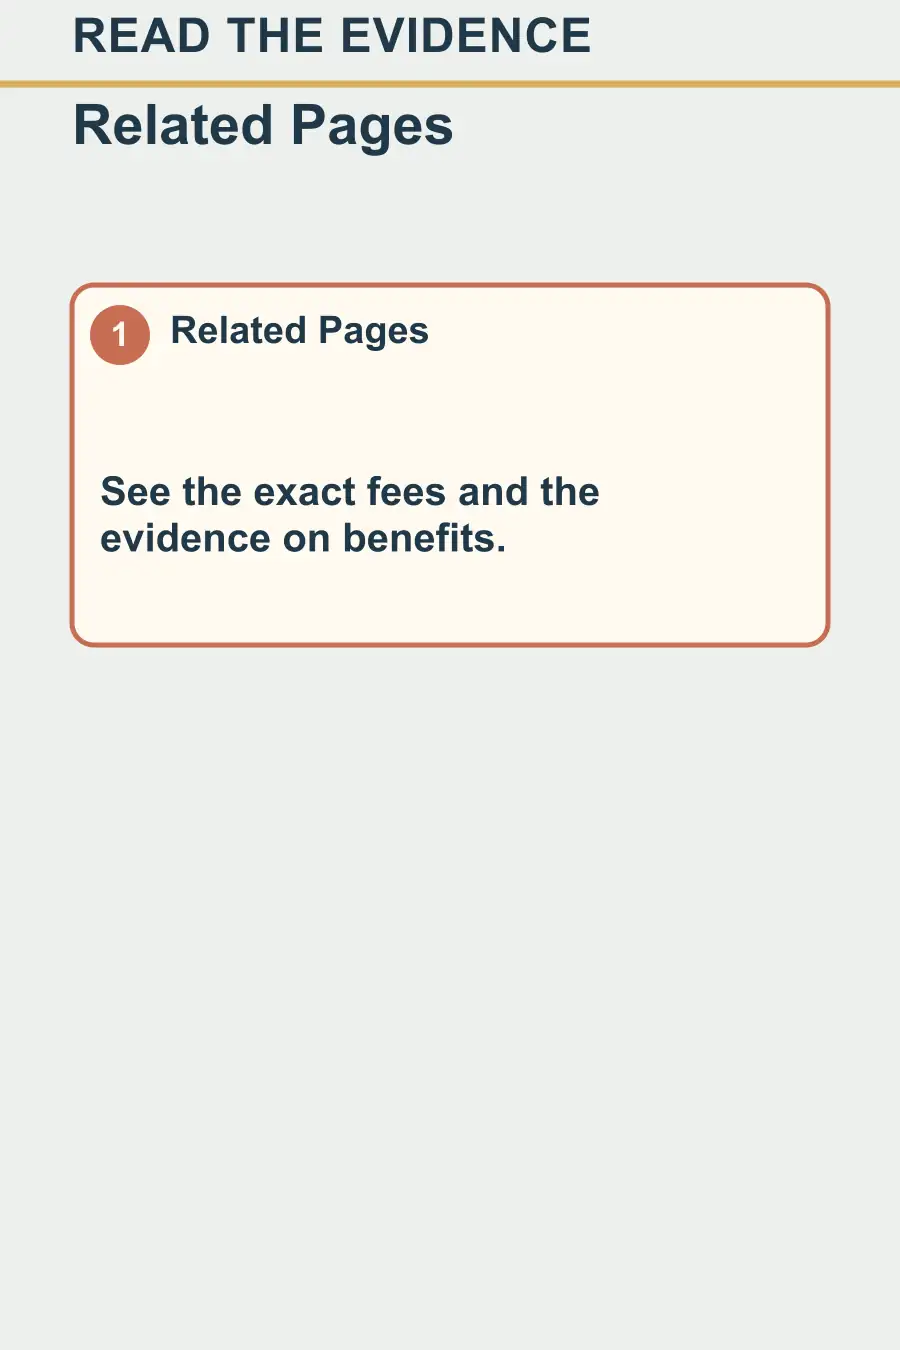 READ THE EVIDENCE
Related Pages
1 Related Pages
See the exact fees and the
evidence on benefits.